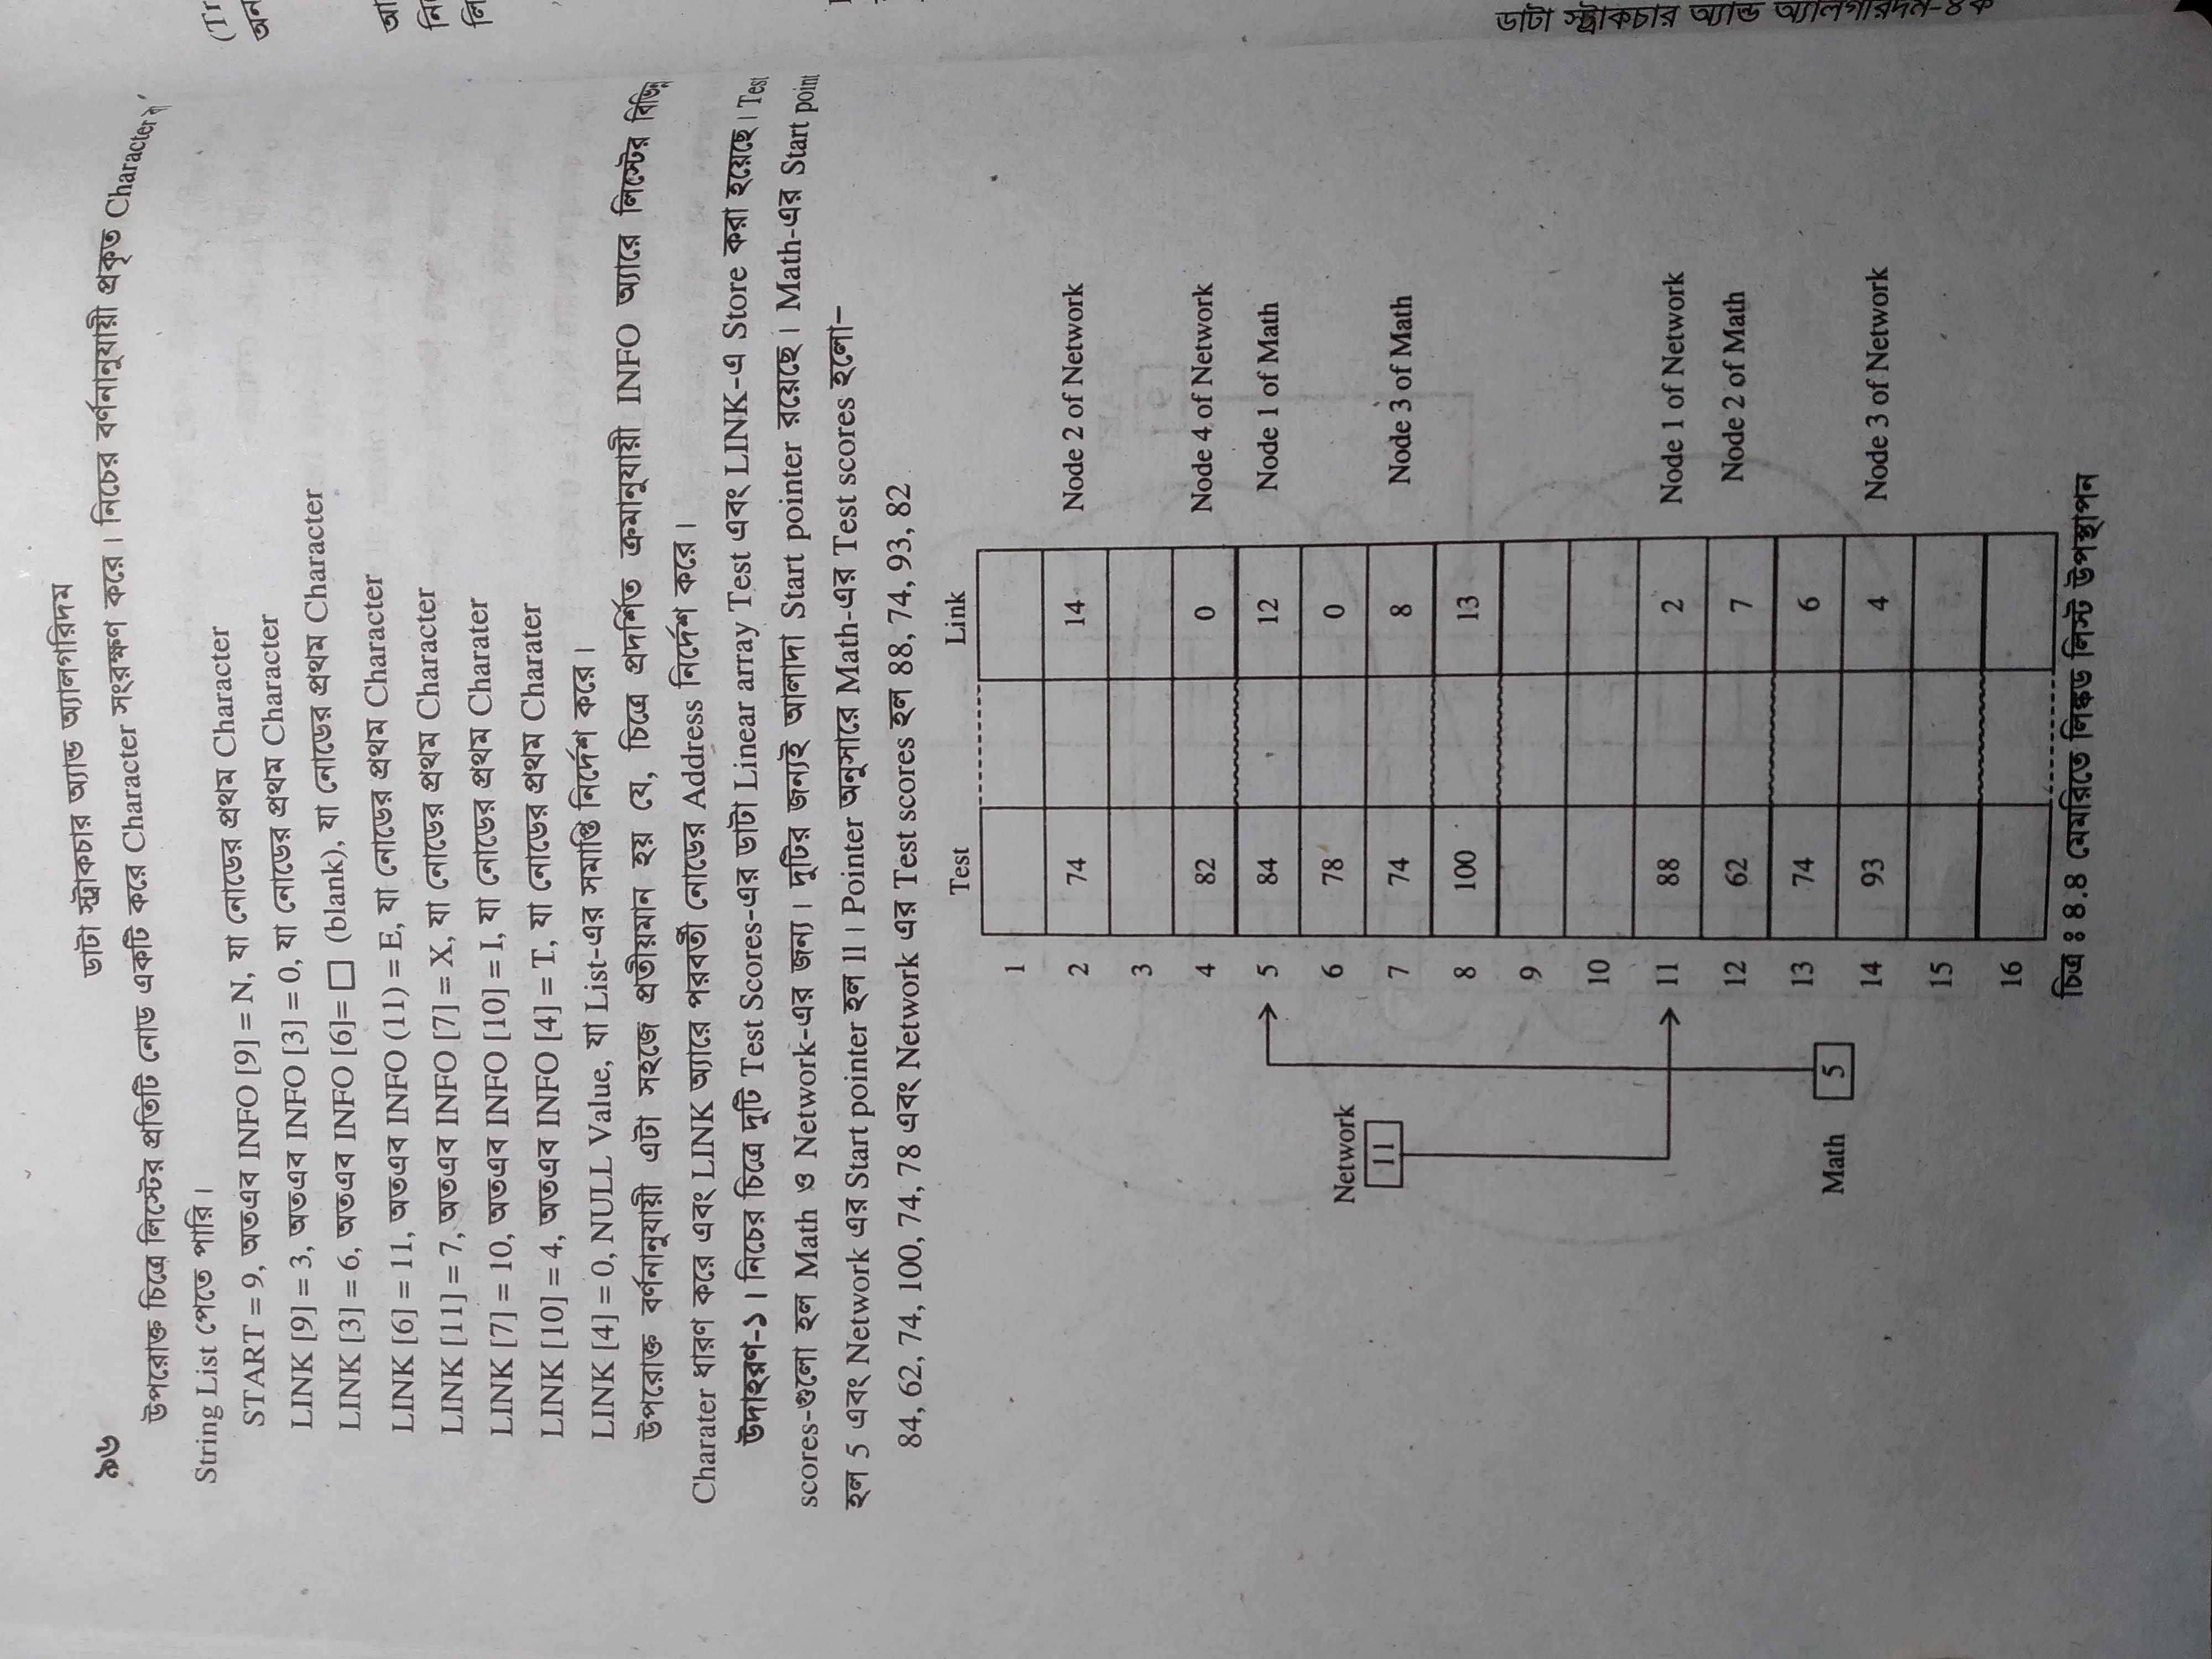 ৯৬
ডাটা স্ট্রাকচার অ্যান্ড অ্যালগরিদম
উপরোক্ত চিত্রে লিস্টের প্রতিটি নোড একটি করে Character সংরক্ষণ করে। নিচের বর্ণনানুযায়ী প্রকৃত Character বা
String List পেতে পারি।
START = 9, অতএব INFO [9] = N, যা নোডের প্রথম Character
LINK [9] = 3, অতএব INFO [3] = 0, যা নোডের প্রথম Character
LINK [3] = 6, অতএব INFO [6]= □ (blank), যা নোডের প্রথম Character
LINK [6] = 11, অতএব INFO (11) = E, যা নোডের প্রথম Character
LINK [11] = 7, অতএব INFO [7] = X, যা নোডের প্রথম Character
LINK [7] = 10, অতএব INFO [10] = I, যা নোডের প্রথম Charater
LINK [10] = 4, অতএব INFO [4] = T, যা নোডের প্রথম Charater
LINK [4] = 0, NULL Value, যা List-এর সমাপ্তি নির্দেশ করে।
উপরোক্ত বর্ণনানুযায়ী এটা সহজে প্রতীয়মান হয় যে, চিত্রে প্রদর্শিত ক্রমানুযায়ী INFO অ্যারে লিস্টের বিভিন্ন
Charater ধারণ করে এবং LINK অ্যারে পরবর্তী নোডের Address নির্দেশ করে।
উদাহরণ-১। নিচের চিত্রে দুটি Test Scores-এর ডাটা Linear array Test এবং LINK-এ Store করা হয়েছে। Test
scores-গুলো হল Math ও Network-এর জন্য। দুটির জন্যই আলাদা Start pointer রয়েছে। Math-এর Start point
হল 5 এবং Network এর Start pointer হল 11। Pointer অনুসারে Math-এর Test scores হলো–
84, 62, 74, 100, 74, 78 এবং Network এর Test scores হল 88, 74, 93, 82
Test Link
1
2 74 14 Node 2 of Network
3
4 82 0 Node 4 of Network
5 84 12 Node 1 of Math
6 78 0
Network
7 74 8 Node 3 of Math
11
8 100 13
9
10
11 88 2 Node 1 of Network
12 62 7 Node 2 of Math
13 74 6
Math 5
14 93 4 Node 3 of Network
15
16
চিত্র : ৪.৪ মেমরিতে লিঙ্কড লিস্ট উপস্থাপন
(Tr
অন
আ
নি
লি
ডাটা স্ট্রাকচার অ্যান্ড অ্যালগরিদম-৪ক